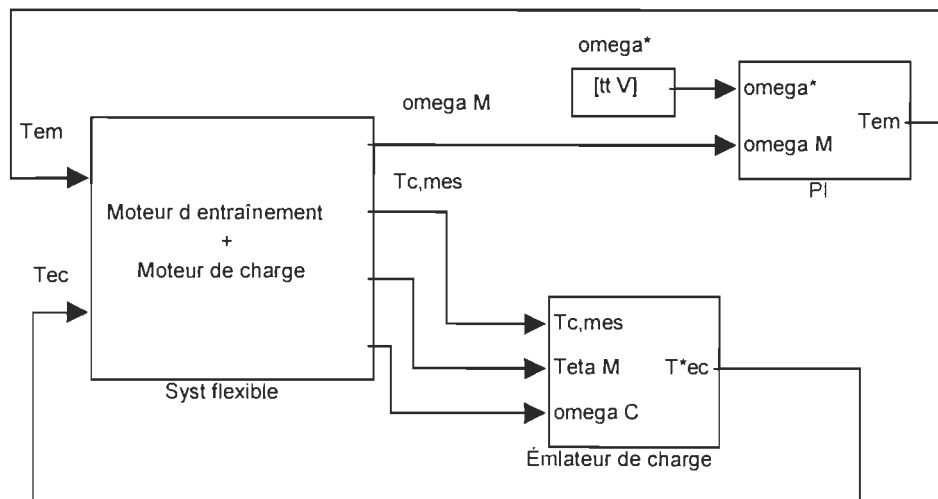 omega*
[tt V]
omega*
omega M
Tem
PI
omega M
Tem
Tc,mes
Moteur d entraînement
+
Moteur de charge
Tec
Syst flexible
Tc,mes
Teta M
T*ec
omega C
Émlateur de charge